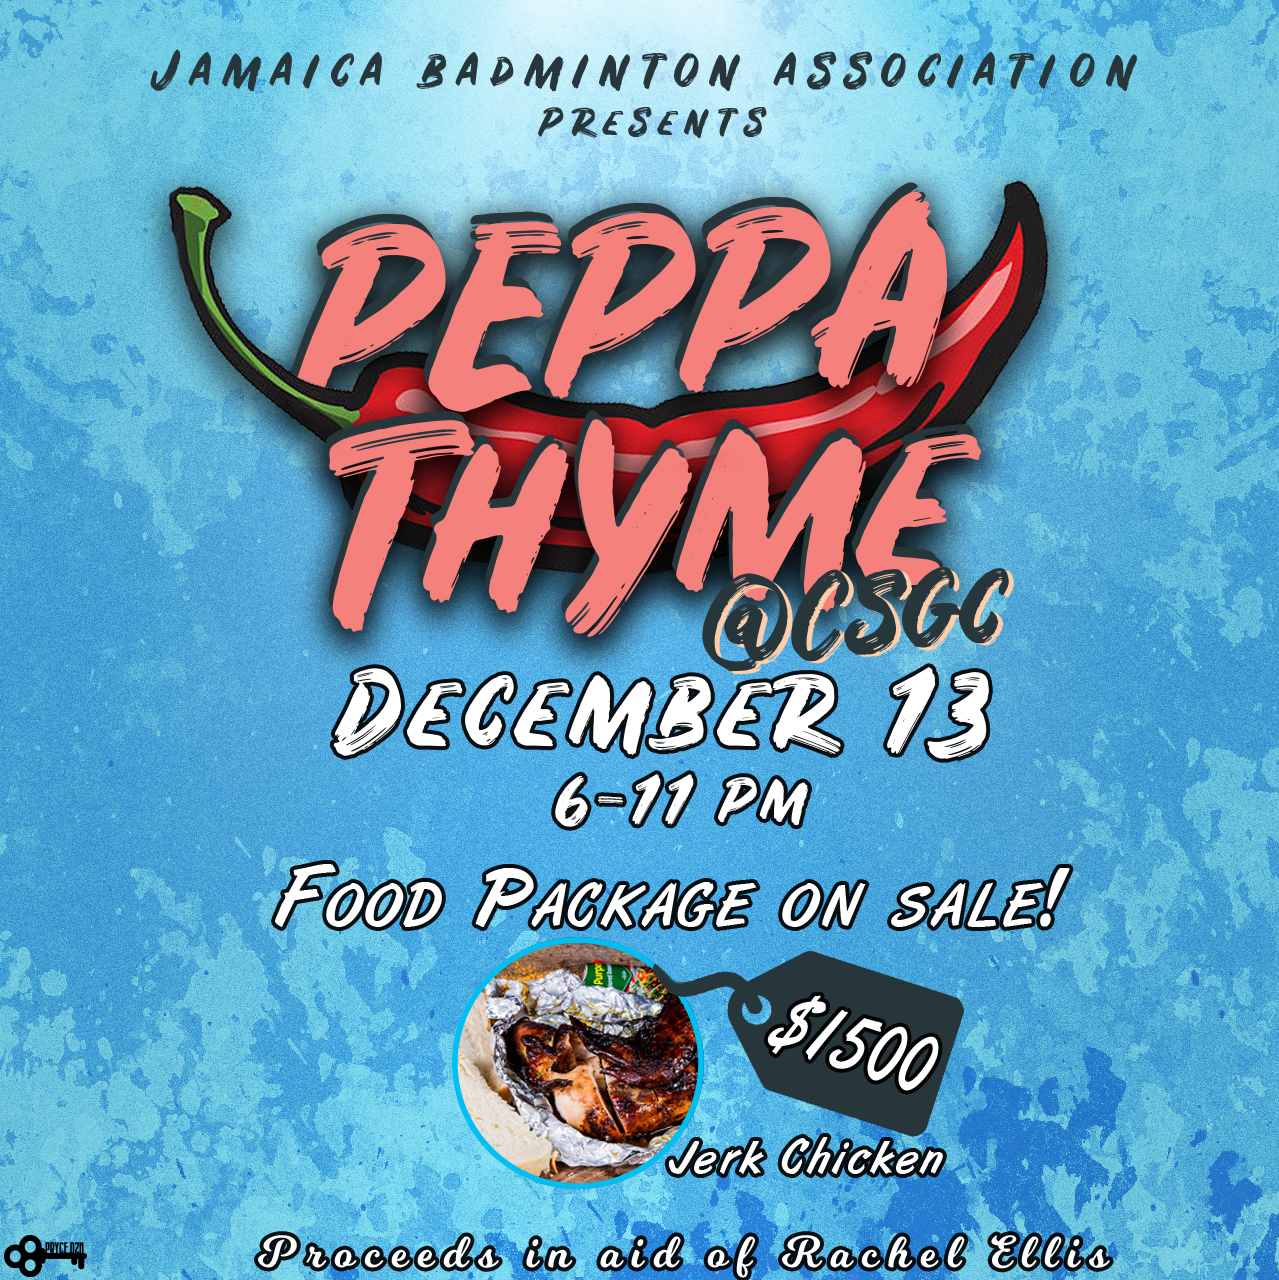 JAMAICA BADMINTON ASSOCIATION
PRESENTS
PEPPA
THYME
@CSGC
DECEMBER 13
6-11 PM
FOOD PACKAGE ON SALE!
$1500
Jerk Chicken
Proceeds in aid of Rachel Ellis